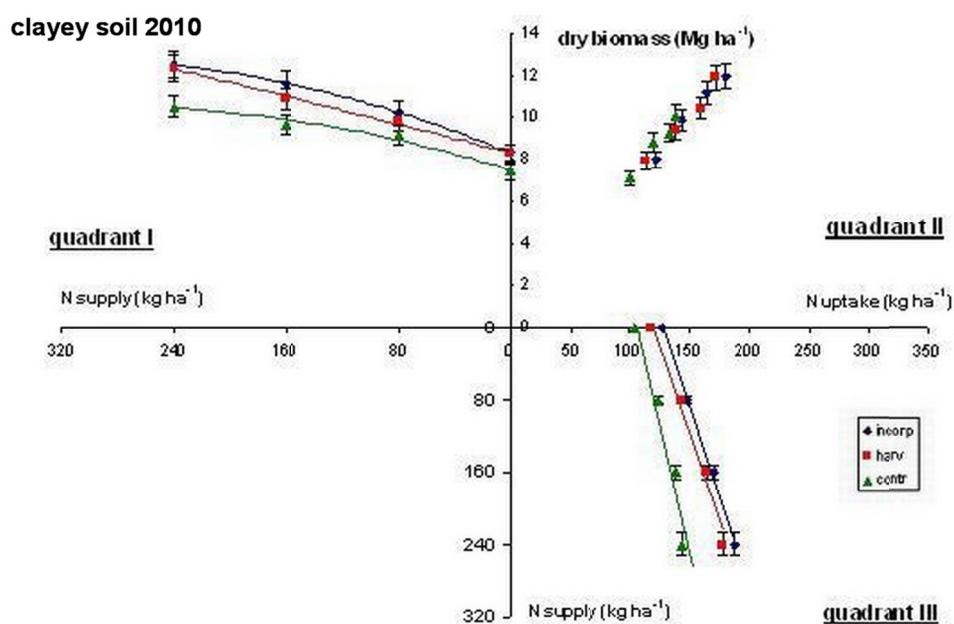 clayey soil 2010
14
dry biomass (Mg ha⁻¹)
12
10
8
6
4
2
0
quadrant I
quadrant II
N supply (kg ha⁻¹)
N uptake (kg ha⁻¹)
0
320 240 160 80 0 50 100 150 200 250 300 350
80
160
240
320
incorp
harv
contr
N supply (kg ha⁻¹)
quadrant III